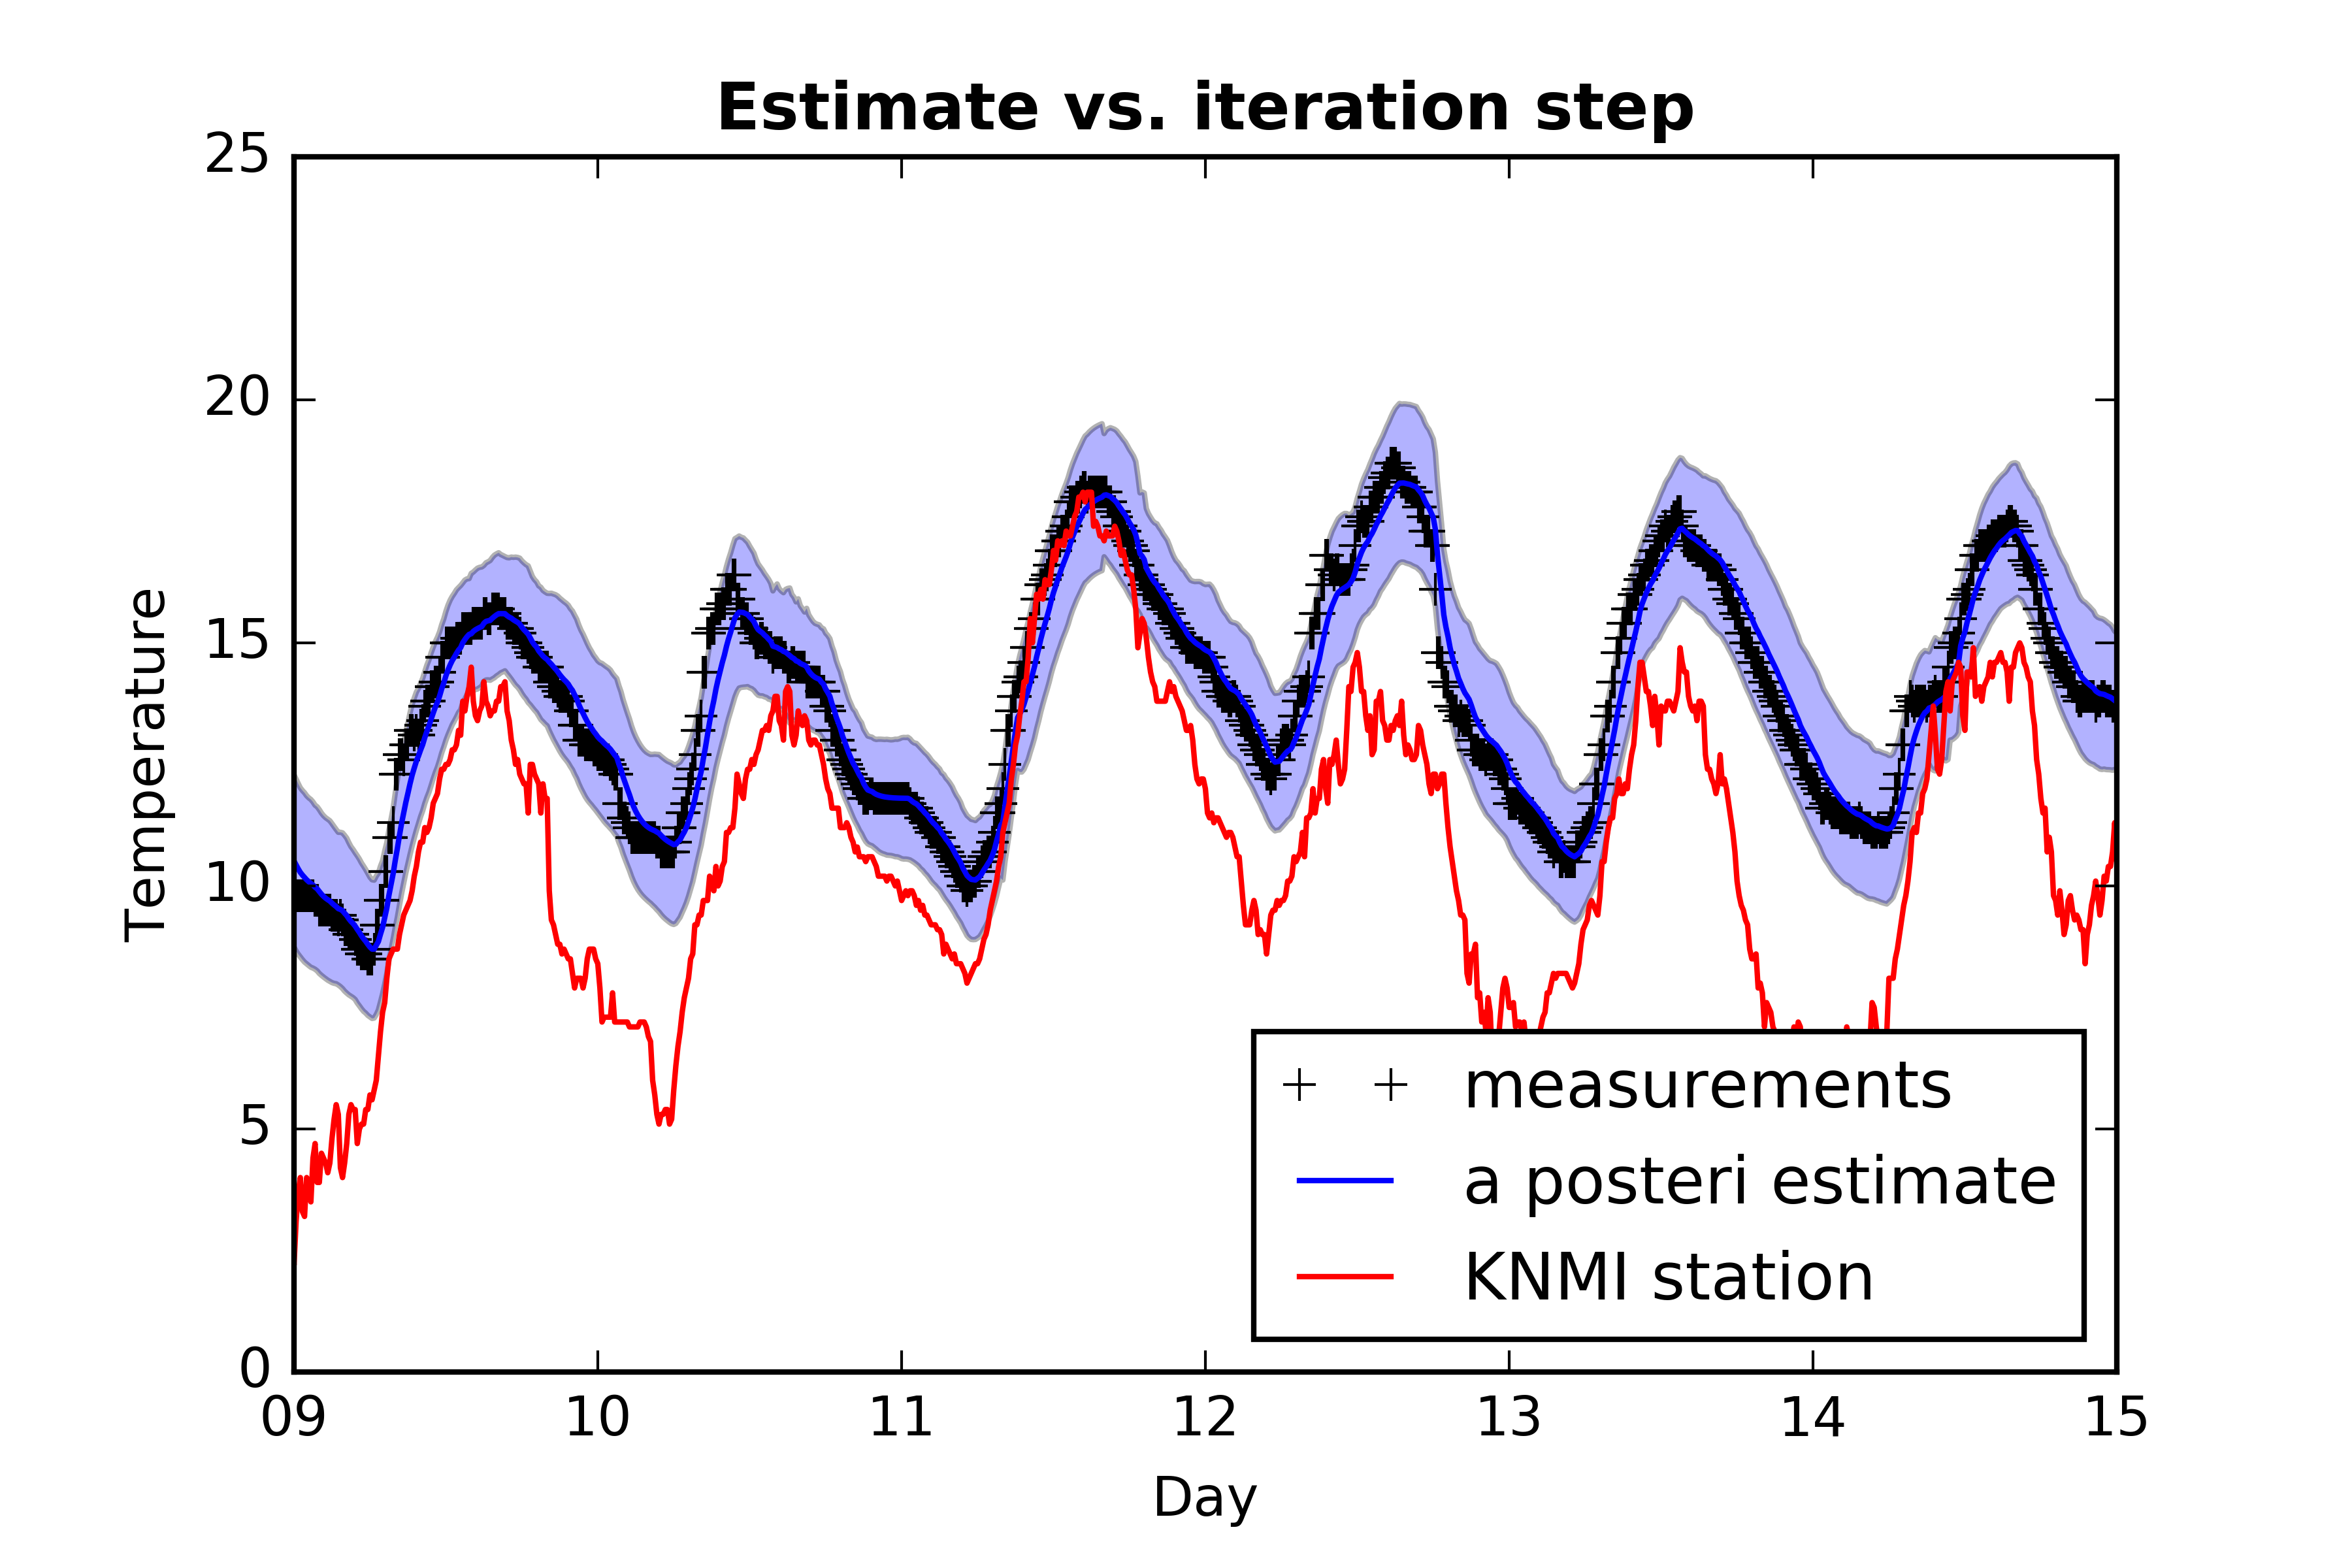 Estimate vs. iteration step
25
20
15
10
5
0
Temperature
measurements
a posteri estimate
KNMI station
09 10 11 12 13 14 15
Day